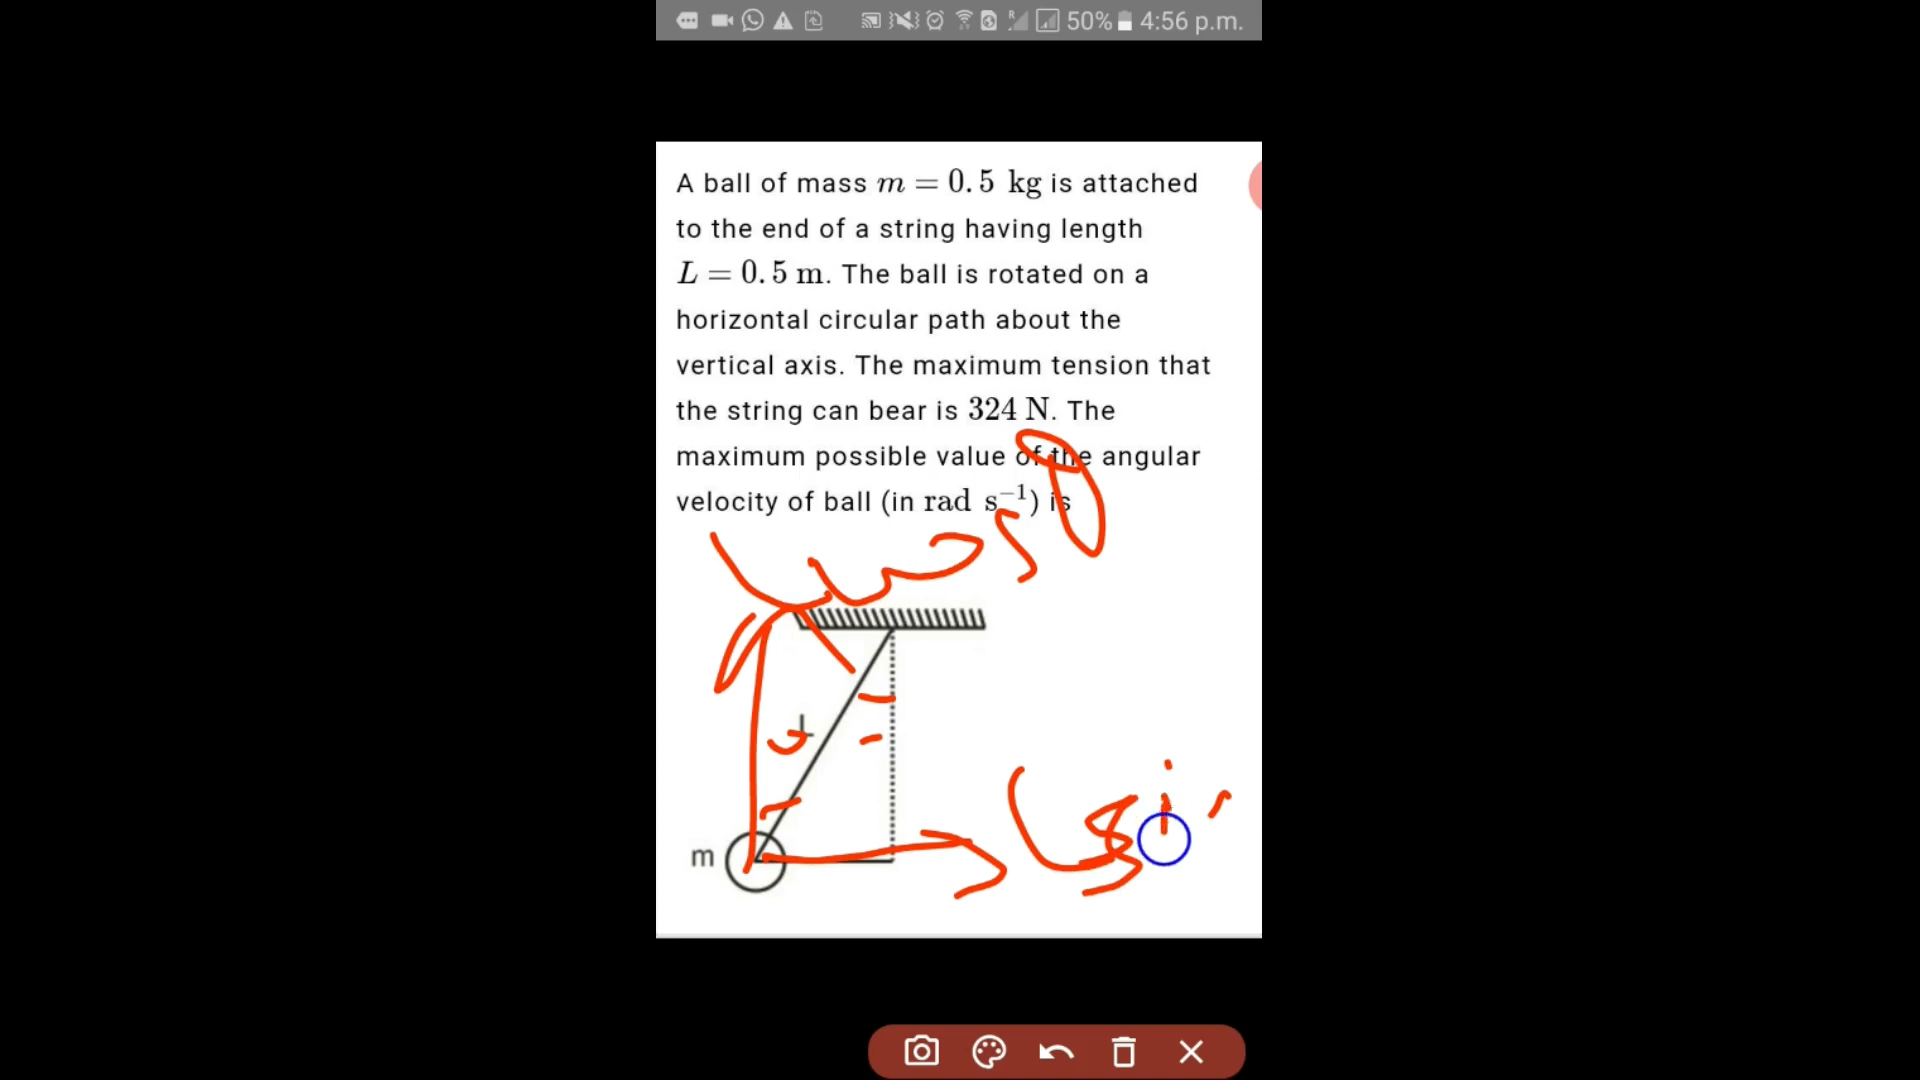 50% 4:56 p.m.
A ball of mass m = 0.5 kg is attached
to the end of a string having length
L = 0.5 m. The ball is rotated on a
horizontal circular path about the
vertical axis. The maximum tension that
the string can bear is 324 N. The
maximum possible value of the angular
velocity of ball (in rad s⁻¹) is
L
m